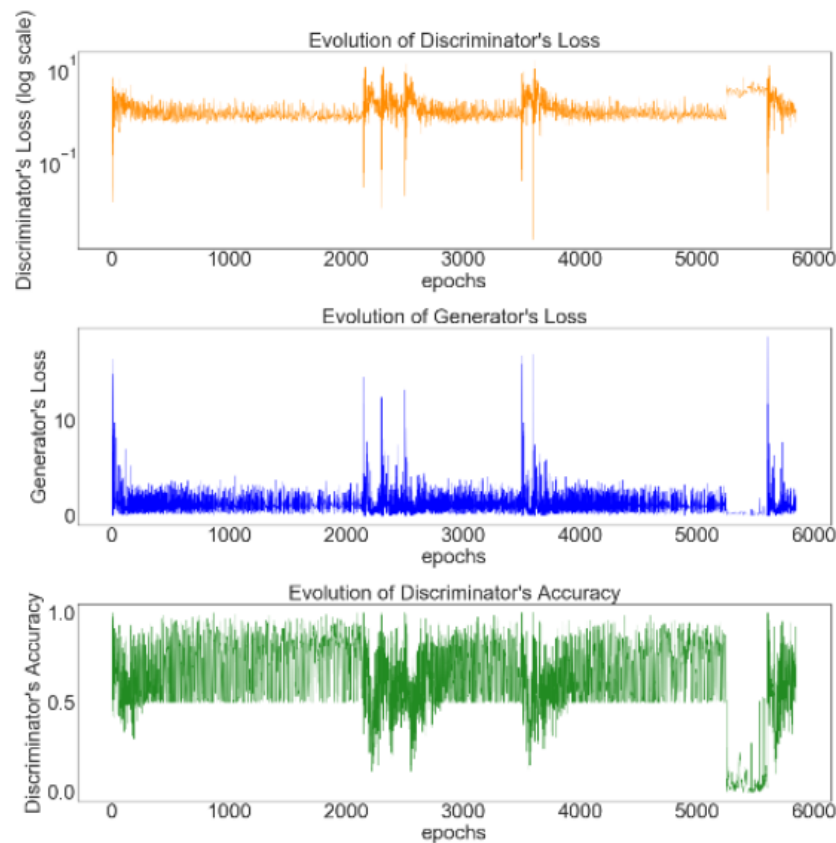 Evolution of Discriminator's Loss
Discriminator's Loss (log scale)
10¹
10⁻¹
0 1000 2000 3000 4000 5000 6000
epochs
Evolution of Generator's Loss
Generator's Loss
10
0
0 1000 2000 3000 4000 5000 6000
epochs
Evolution of Discriminator's Accuracy
Discriminator's Accuracy
1.0
0.5
0.0
0 1000 2000 3000 4000 5000 6000
epochs